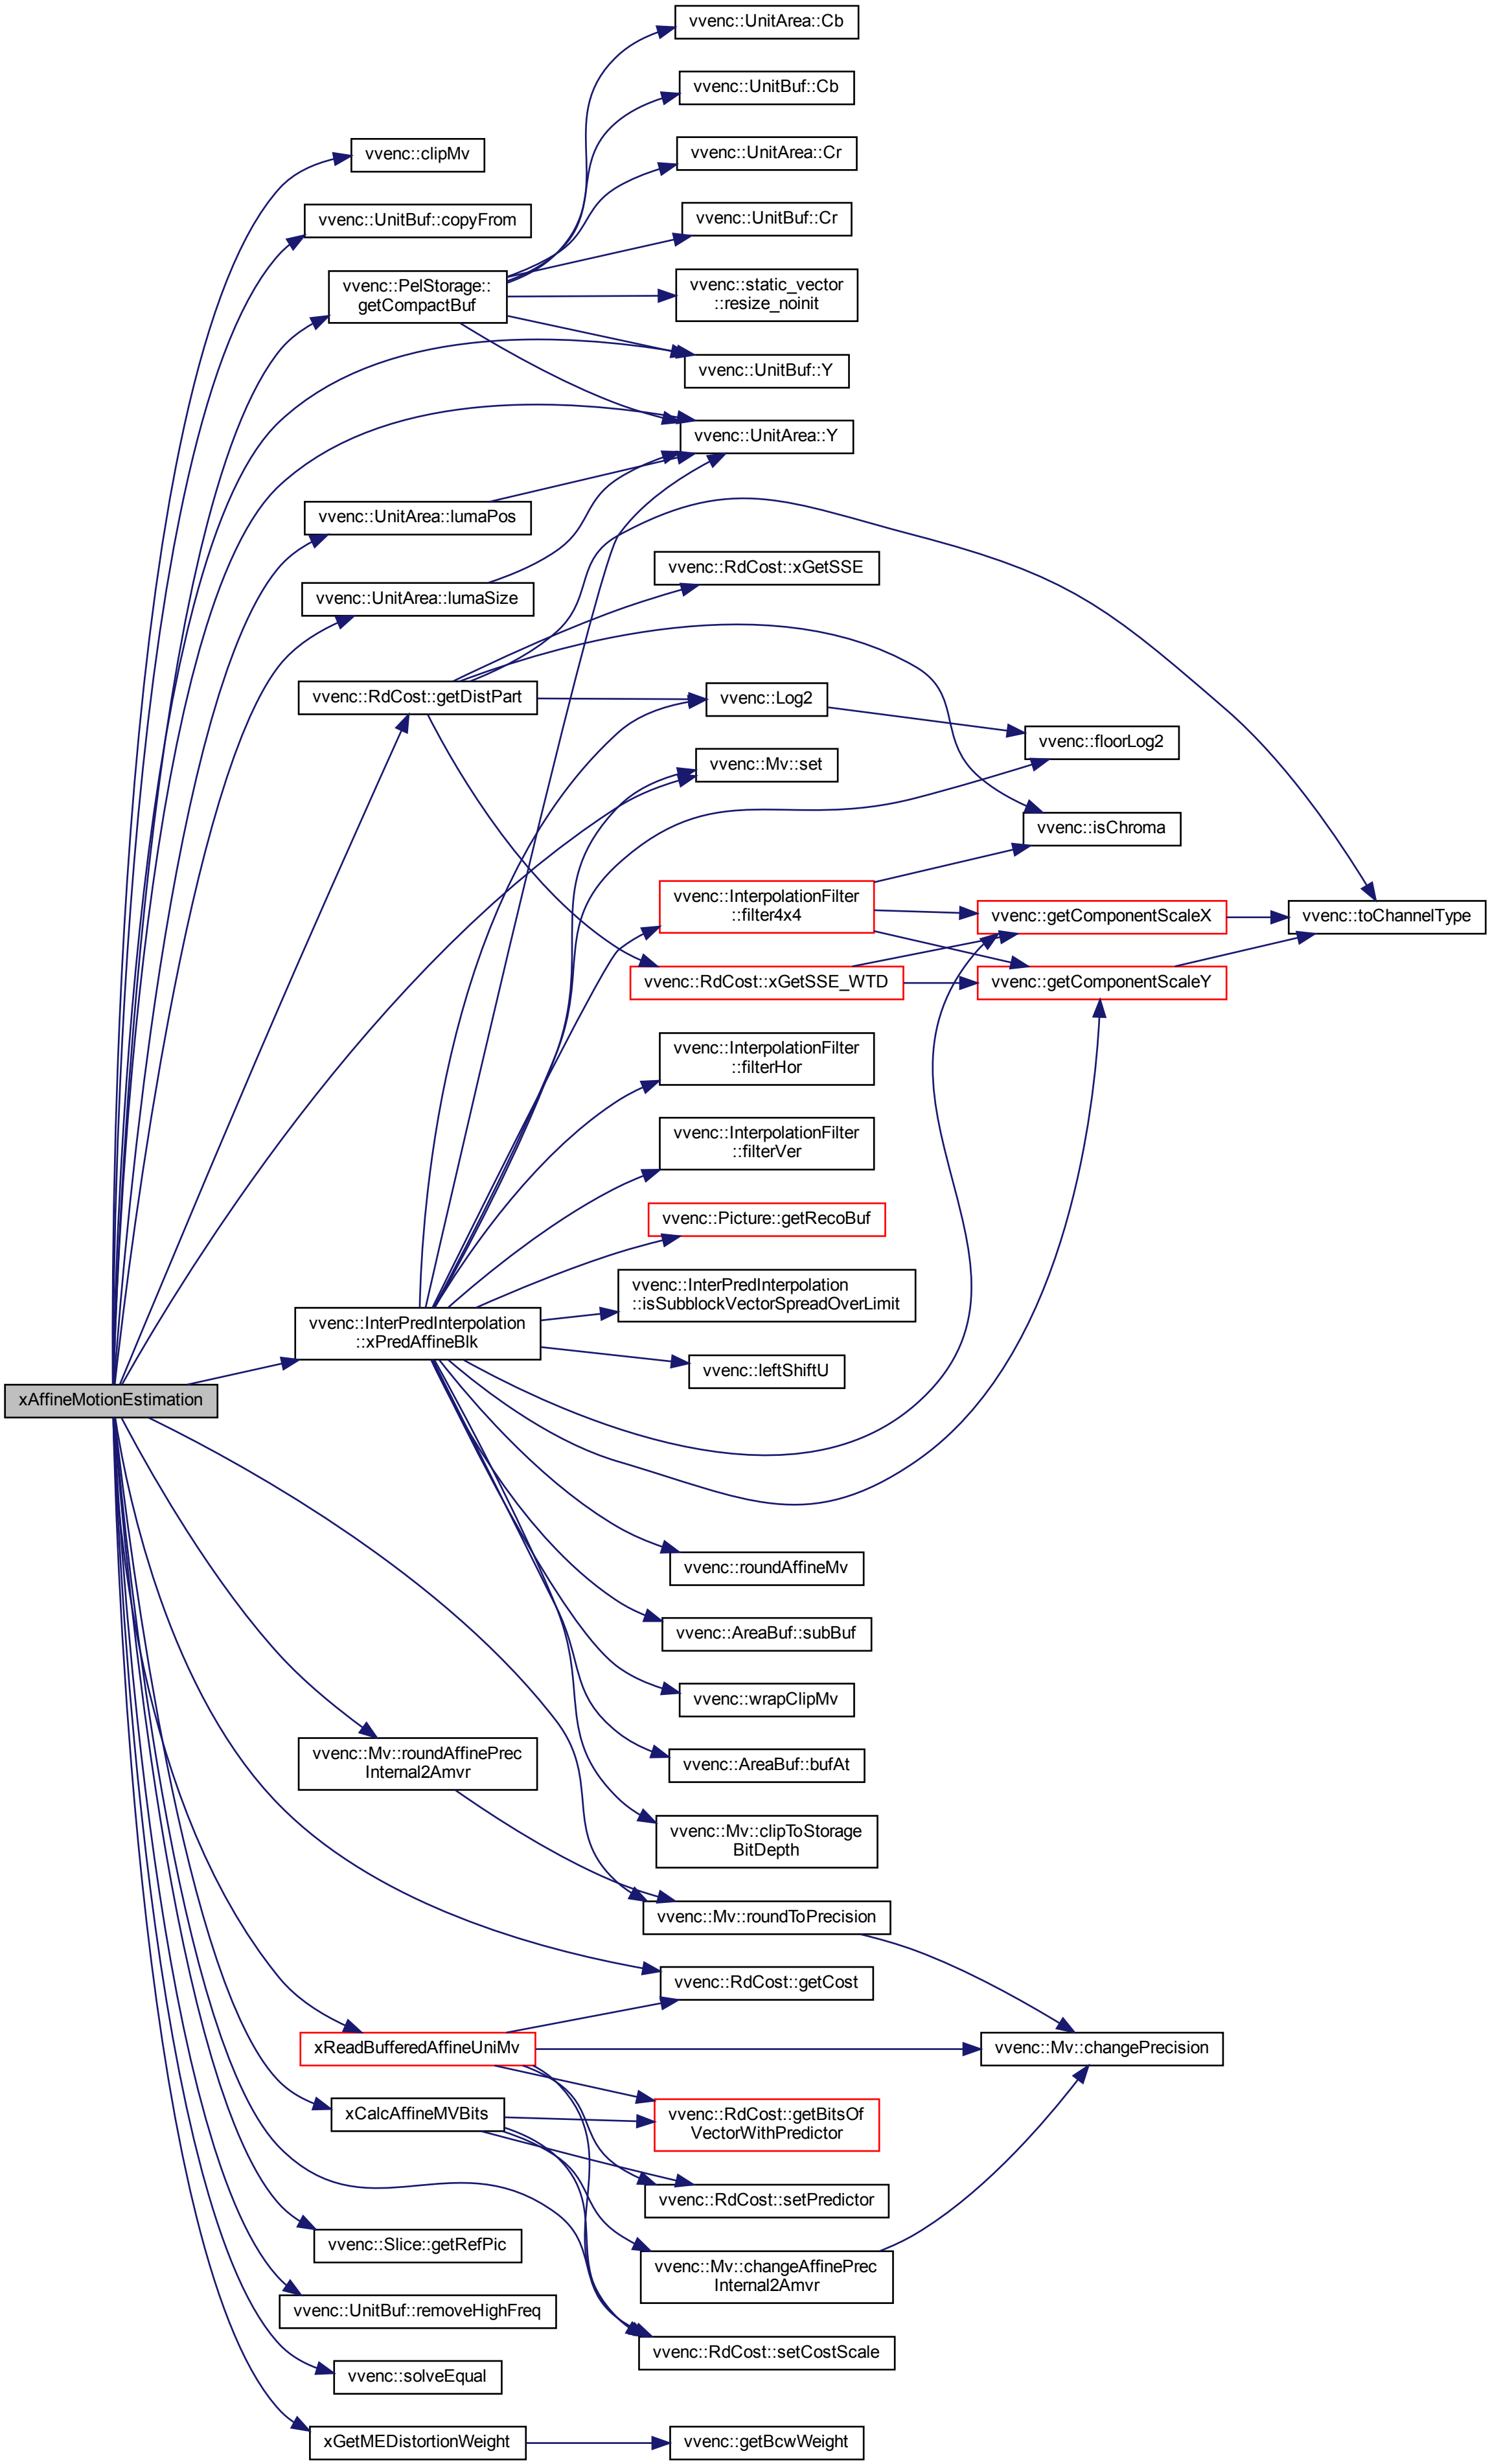 vvenc::UnitArea::Cb
vvenc::UnitBuf::Cb
vvenc::clipMv
vvenc::UnitArea::Cr
vvenc::UnitBuf::copyFrom
vvenc::UnitBuf::Cr
vvenc::PelStorage::
getCompactBuf
vvenc::static_vector
::resize_noinit
vvenc::UnitBuf::Y
vvenc::UnitArea::Y
vvenc::UnitArea::lumaPos
vvenc::RdCost::xGetSSE
vvenc::UnitArea::lumaSize
vvenc::RdCost::getDistPart
vvenc::Log2
vvenc::floorLog2
vvenc::Mv::set
vvenc::isChroma
vvenc::InterpolationFilter
::filter4x4
vvenc::getComponentScaleX
vvenc::toChannelType
vvenc::RdCost::xGetSSE_WTD
vvenc::getComponentScaleY
vvenc::InterpolationFilter
::filterHor
vvenc::InterpolationFilter
::filterVer
vvenc::Picture::getRecoBuf
vvenc::InterPredInterpolation
::isSubblockVectorSpreadOverLimit
vvenc::InterPredInterpolation
::xPredAffineBlk
vvenc::leftShiftU
xAffineMotionEstimation
vvenc::roundAffineMv
vvenc::AreaBuf::subBuf
vvenc::wrapClipMv
vvenc::Mv::roundAffinePrec
Internal2Amvr
vvenc::AreaBuf::bufAt
vvenc::Mv::clipToStorage
BitDepth
vvenc::Mv::roundToPrecision
vvenc::RdCost::getCost
xReadBufferedAffineUniMv
vvenc::Mv::changePrecision
xCalcAffineMVBits
vvenc::RdCost::getBitsOf
VectorWithPredictor
vvenc::RdCost::setPredictor
vvenc::Slice::getRefPic
vvenc::Mv::changeAffinePrec
Internal2Amvr
vvenc::UnitBuf::removeHighFreq
vvenc::RdCost::setCostScale
vvenc::solveEqual
xGetMEDistortionWeight
vvenc::getBcwWeight